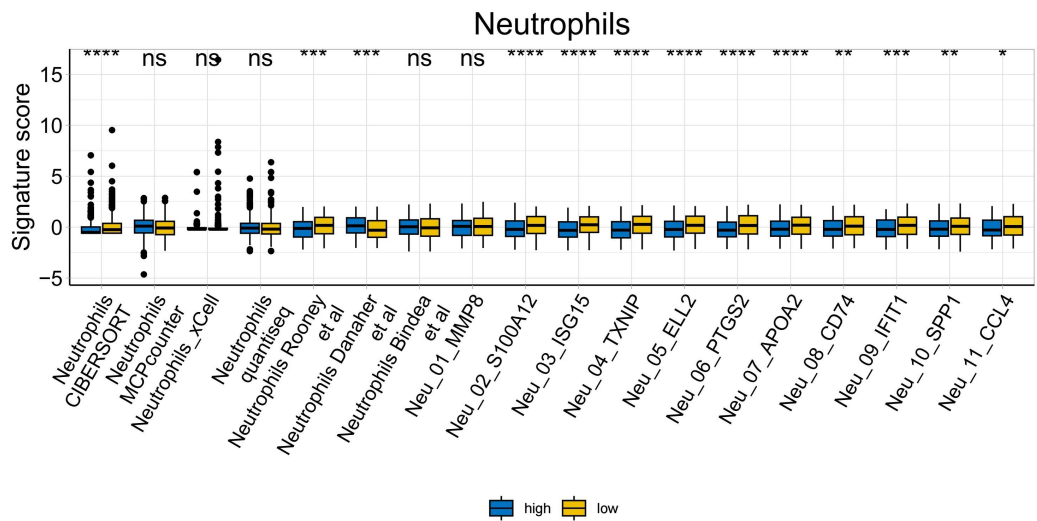 Neutrophils
**** ns ns ns *** *** ns ns **** **** **** **** **** **** ** *** ** *
Signature score
15
10
5
0
−5
Neutrophils
CIBERSORT
Neutrophils
MCPcounter
Neutrophils_xCell
Neutrophils
quantiseq
Neutrophils Rooney
et al
Neutrophils Danaher
et al
Neutrophils Bindea
et al
Neu_01_MMP8
Neu_02_S100A12
Neu_03_ISG15
Neu_04_TXNIP
Neu_05_ELL2
Neu_06_PTGS2
Neu_07_APOA2
Neu_08_CD74
Neu_09_IFIT1
Neu_10_SPP1
Neu_11_CCL4
high low